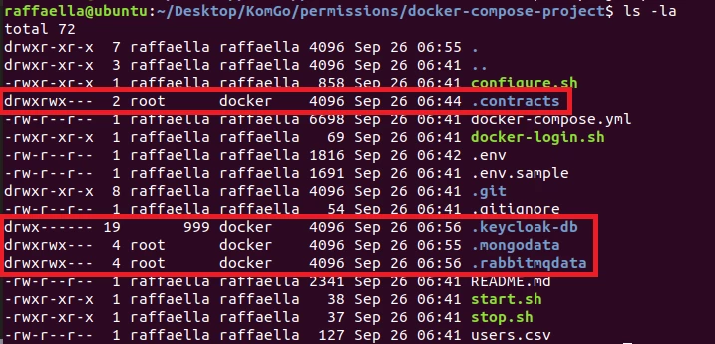 raffaella@ubuntu:~/Desktop/KomGo/permissions/docker-compose-project$ ls -la
total 72
drwxr-xr-x  7 raffaella raffaella 4096 Sep 26 06:55 .
drwxr-xr-x  3 raffaella raffaella 4096 Sep 26 06:41 ..
-rwxr-xr-x  1 raffaella raffaella  858 Sep 26 06:41 configure.sh
drwxrwx---  2 root      docker    4096 Sep 26 06:44 .contracts
-rw-r--r--  1 raffaella raffaella 6698 Sep 26 06:41 docker-compose.yml
-rwxr-xr-x  1 raffaella raffaella   69 Sep 26 06:41 docker-login.sh
-rw-r--r--  1 raffaella raffaella 1816 Sep 26 06:42 .env
-rw-r--r--  1 raffaella raffaella 1691 Sep 26 06:41 .env.sample
drwxr-xr-x  8 raffaella raffaella 4096 Sep 26 06:41 .git
-rw-r--r--  1 raffaella raffaella   54 Sep 26 06:41 .gitignore
drwx------ 19       999 docker    4096 Sep 26 06:56 .keycloak-db
drwxrwx---  4 root      docker    4096 Sep 26 06:55 .mongodata
drwxrwx---  4 root      docker    4096 Sep 26 06:56 .rabbitmqdata
-rw-r--r--  1 raffaella raffaella 2341 Sep 26 06:41 README.md
-rwxr-xr-x  1 raffaella raffaella   38 Sep 26 06:41 start.sh
-rwxr-xr-x  1 raffaella raffaella   37 Sep 26 06:41 stop.sh
-rw-r--r--  1 raffaella raffaella  127 Sep 26 06:41 users.csv